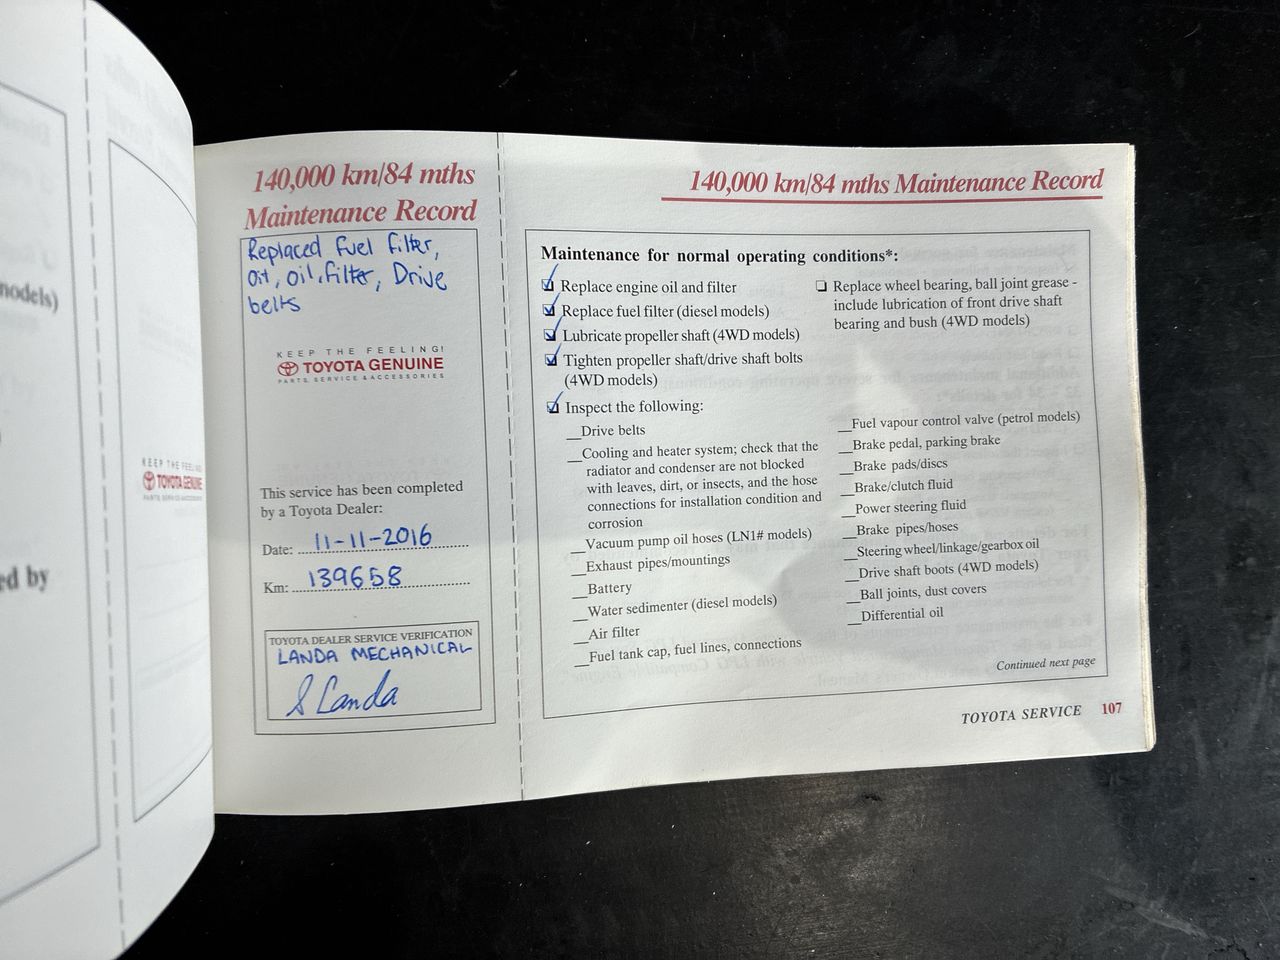 140,000 km/84 mths
Maintenance Record
Replaced fuel filter,
oil, oil filter, Drive
belts
KEEP THE FEELING!
TOYOTA GENUINE
PARTS, SERVICE & ACCESSORIES
This service has been completed
by a Toyota Dealer:
Date: 11-11-2016
Km: 139658
TOYOTA DEALER SERVICE VERIFICATION
LANDA MECHANICAL
S Landa
140,000 km/84 mths Maintenance Record
Maintenance for normal operating conditions*:
Replace engine oil and filter
Replace fuel filter (diesel models)
Lubricate propeller shaft (4WD models)
Tighten propeller shaft/drive shaft bolts
(4WD models)
Inspect the following:
Drive belts
Cooling and heater system; check that the
radiator and condenser are not blocked
with leaves, dirt, or insects, and the hose
connections for installation condition and
corrosion
Vacuum pump oil hoses (LN1# models)
Exhaust pipes/mountings
Battery
Water sedimenter (diesel models)
Air filter
Fuel tank cap, fuel lines, connections
Replace wheel bearing, ball joint grease -
include lubrication of front drive shaft
bearing and bush (4WD models)
Fuel vapour control valve (petrol models)
Brake pedal, parking brake
Brake pads/discs
Brake/clutch fluid
Power steering fluid
Brake pipes/hoses
Steering wheel/linkage/gearbox oil
Drive shaft boots (4WD models)
Ball joints, dust covers
Differential oil
Continued next page
TOYOTA SERVICE 107
nodels)
ed by
KEEP THE FEELING
TOYOTA GENUINE